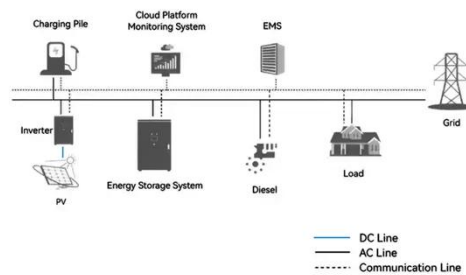 Charging Pile
Cloud Platform
Monitoring System
EMS
Grid
Inverter
PV
Energy Storage System
Diesel
Load
DC Line
AC Line
Communication Line